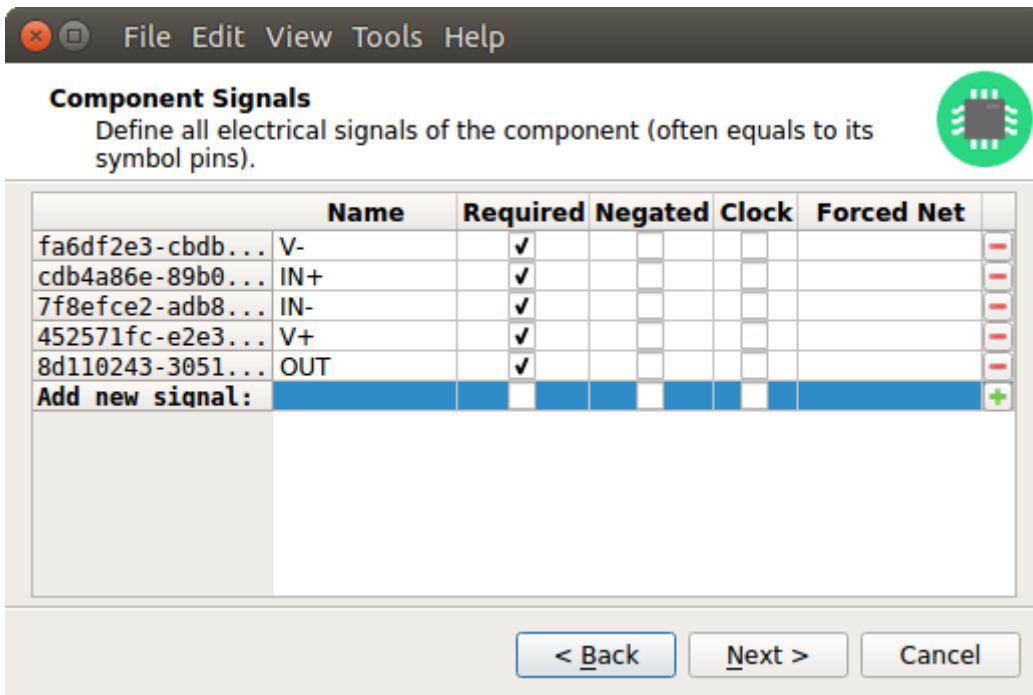 File Edit View Tools Help
Component Signals
Define all electrical signals of the component (often equals to its
symbol pins).
Name Required Negated Clock Forced Net
fa6df2e3-cbdb... V-
cdb4a86e-89b0... IN+
7f8efce2-adb8... IN-
452571fc-e2e3... V+
8d110243-3051... OUT
Add new signal:
< Back Next > Cancel